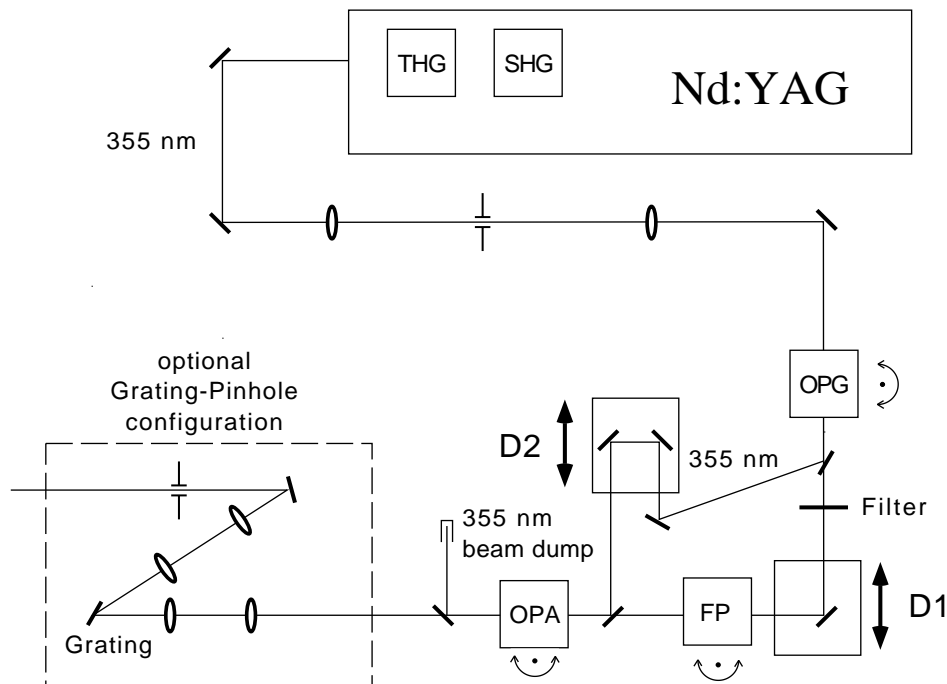 THG
SHG
Nd:YAG
355 nm
optional
Grating-Pinhole
configuration
OPG
D2
355 nm
Filter
355 nm
beam dump
OPA
FP
D1
Grating